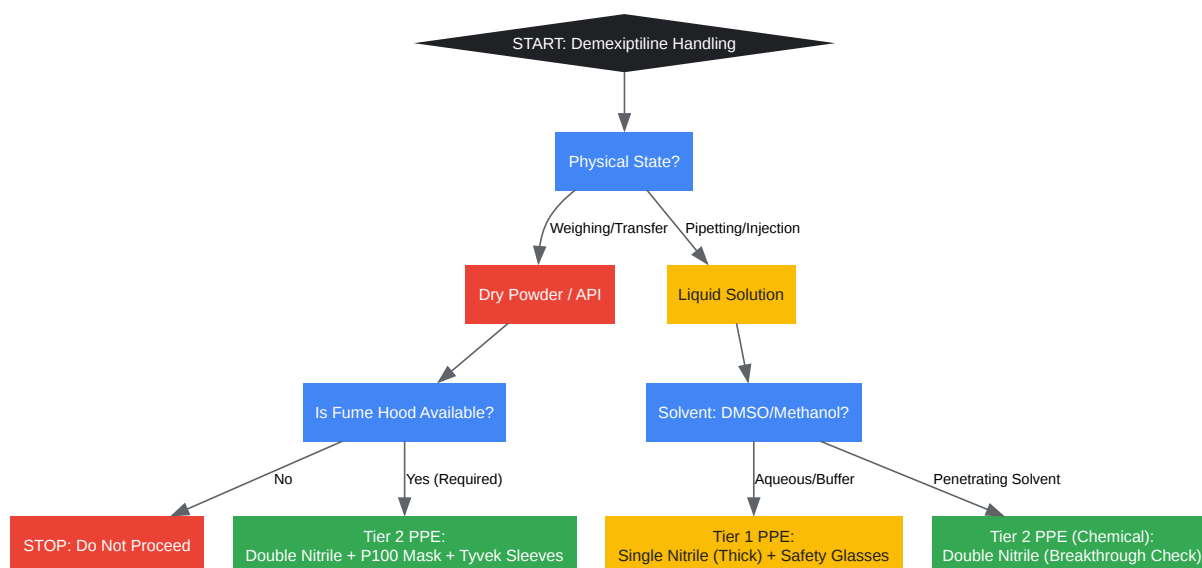 START: Demexiptiline Handling
Physical State?
Weighing/Transfer
Pipetting/Injection
Dry Powder / API
Liquid Solution
Is Fume Hood Available?
Solvent: DMSO/Methanol?
No
Yes (Required)
Aqueous/Buffer
Penetrating Solvent
STOP: Do Not Proceed
Tier 2 PPE:
Double Nitrile + P100 Mask + Tyvek Sleeves
Tier 1 PPE:
Single Nitrile (Thick) + Safety Glasses
Tier 2 PPE (Chemical):
Double Nitrile (Breakthrough Check)